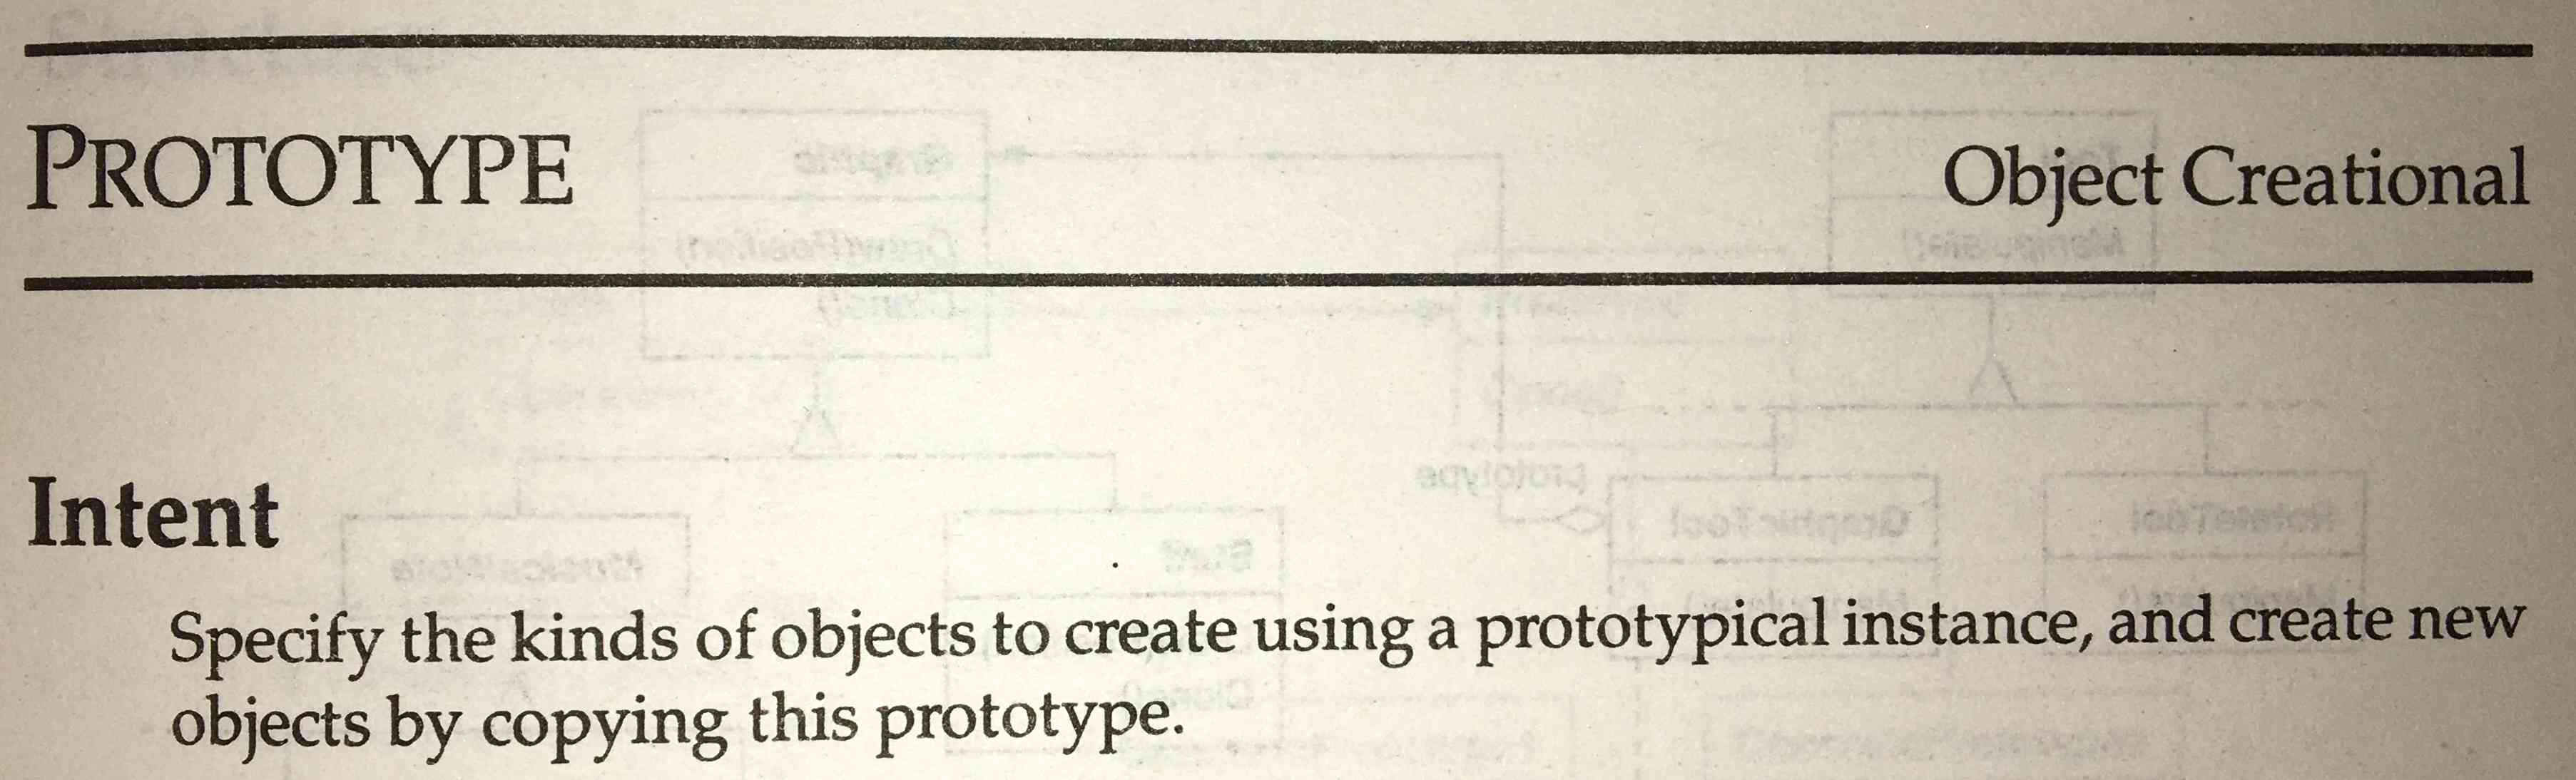 PROTOTYPE
Object Creational
Intent
Specify the kinds of objects to create using a prototypical instance, and create new
objects by copying this prototype.